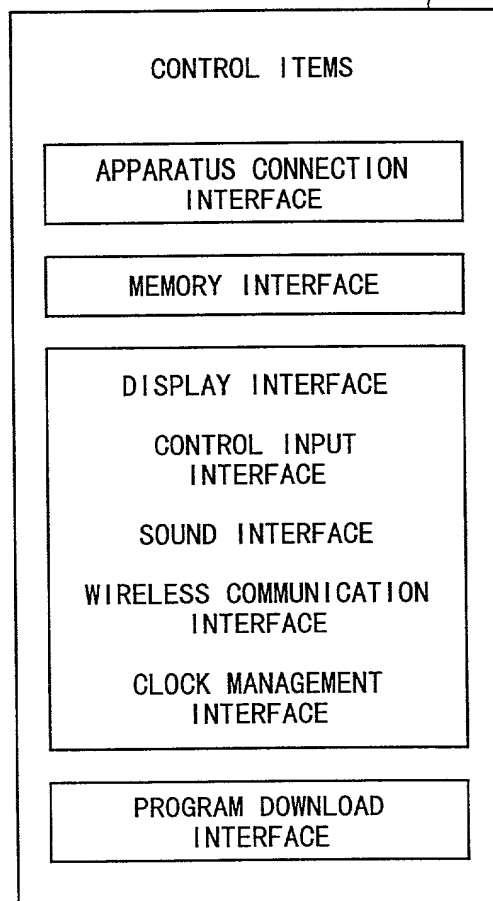 CONTROL ITEMS
APPARATUS CONNECTION
INTERFACE
MEMORY INTERFACE
DISPLAY INTERFACE
CONTROL INPUT
INTERFACE
SOUND INTERFACE
WIRELESS COMMUNICATION
INTERFACE
CLOCK MANAGEMENT
INTERFACE
PROGRAM DOWNLOAD
INTERFACE